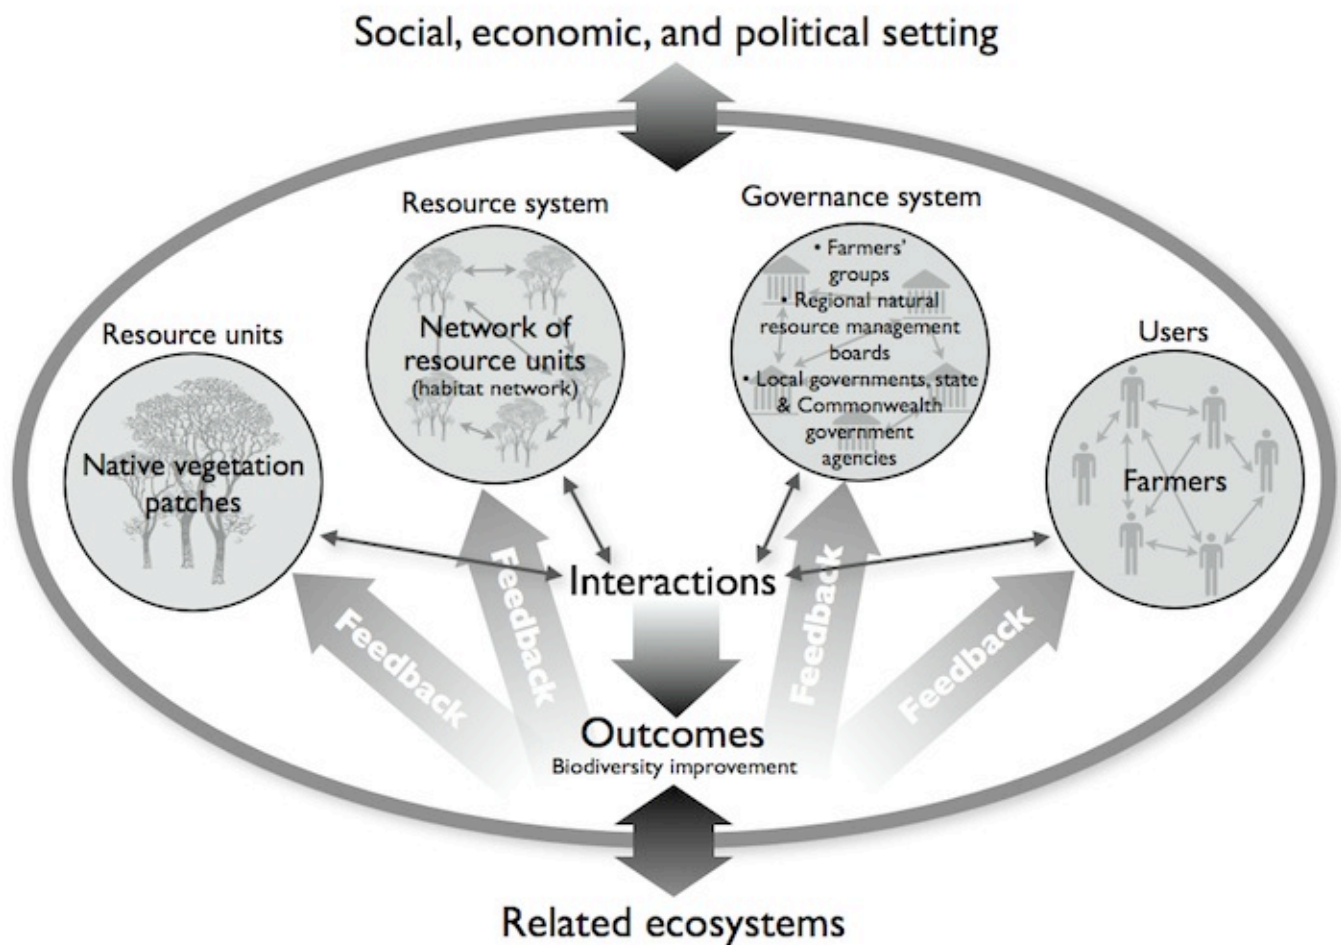 Social, economic, and political setting
Resource system
Governance system
Resource units
Users
Network of
resource units
(habitat network)
• Farmers'
groups
• Regional natural
resource management
boards
• Local governments, state
& Commonwealth
government
agencies
Native vegetation
patches
Farmers
Interactions
Feedback
Feedback
Feedback
Feedback
Outcomes
Biodiversity improvement
Related ecosystems